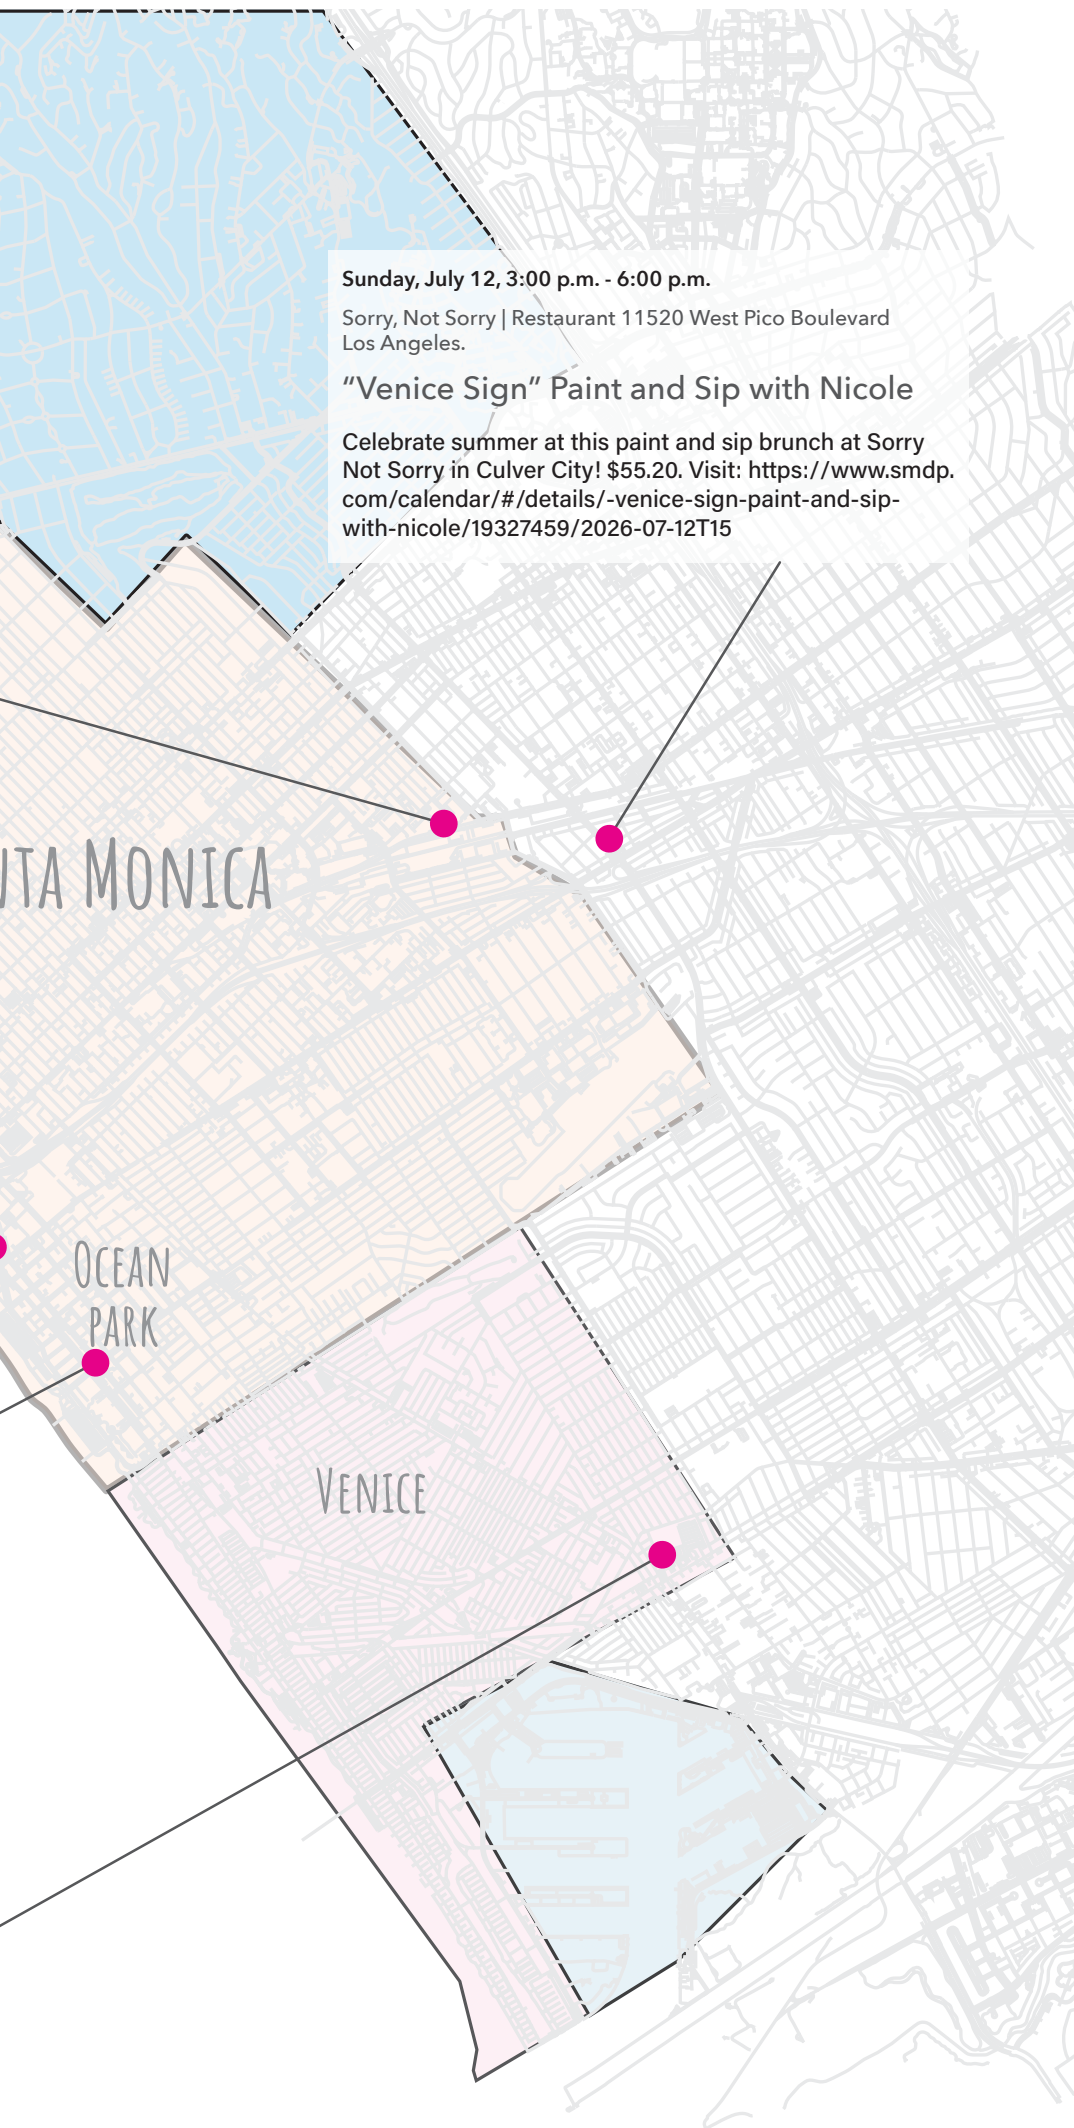 Sunday, July 12, 3:00 p.m. - 6:00 p.m.
Sorry, Not Sorry | Restaurant 11520 West Pico Boulevard
Los Angeles.
“Venice Sign” Paint and Sip with Nicole
Celebrate summer at this paint and sip brunch at Sorry
Not Sorry in Culver City! $55.20. Visit: https://www.smdp.
com/calendar/#/details/-venice-sign-paint-and-sip-
with-nicole/19327459/2026-07-12T15
NTA MONICA
OCEAN
PARK
VENICE